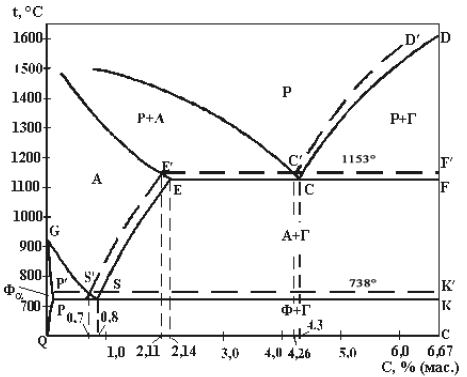 t, °C
1600
D′
D
1500
P
1400
P+A
P+Г
1300
1200
E′
C′
1153°
F′
1100
A
E
C
F
1000
A+Г
900
G
800
S′
S
738°
K′
Фα
P′
700
P
0,7
0,8
Ф+Г
K
4.3
Q
1,0
2,11
2,14
3,0
4,0
4,26
5,0
6,0
6,67
C
C, % (мас.)